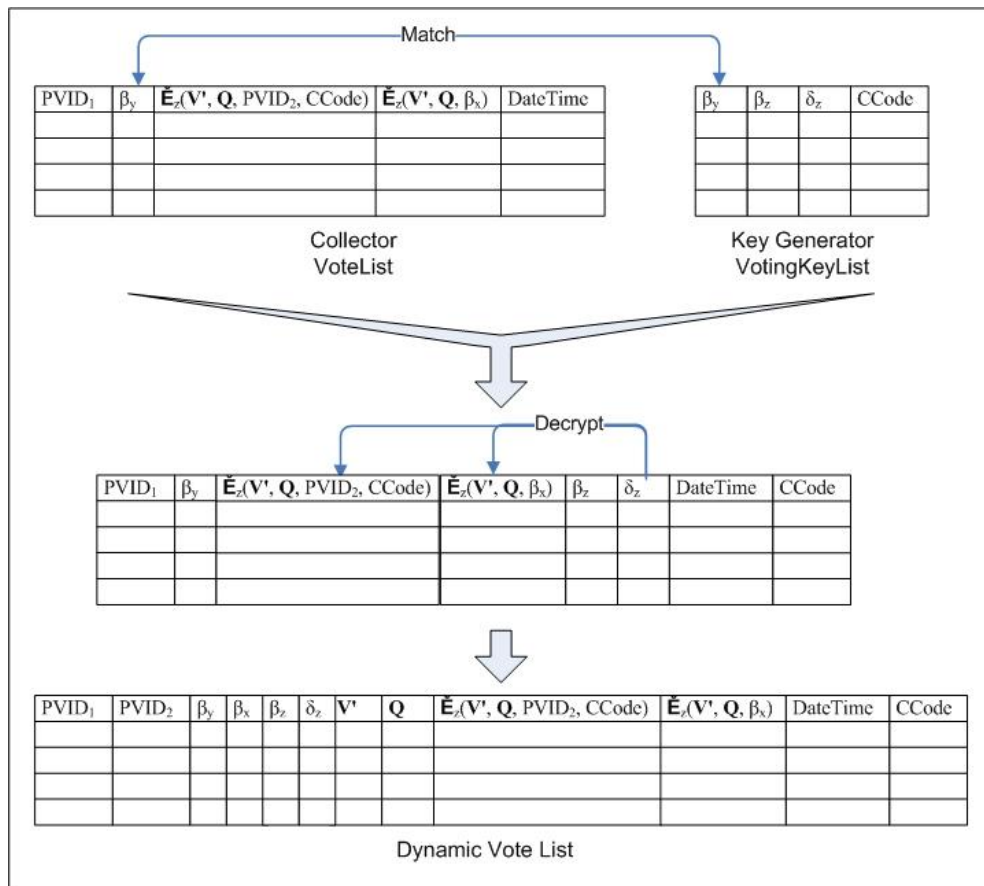 Match
PVID₁ βy Ě𝗓(V', Q, PVID₂, CCode) Ě𝗓(V', Q, βₓ) DateTime
βy β𝗓 δ𝗓 CCode
Collector
VoteList
Key Generator
VotingKeyList
Decrypt
PVID₁ βy Ě𝗓(V', Q, PVID₂, CCode) Ě𝗓(V', Q, βₓ) β𝗓 δ𝗓 DateTime CCode
PVID₁ PVID₂ βy βₓ β𝗓 δ𝗓 V' Q Ě𝗓(V', Q, PVID₂, CCode) Ě𝗓(V', Q, βₓ) DateTime CCode
Dynamic Vote List